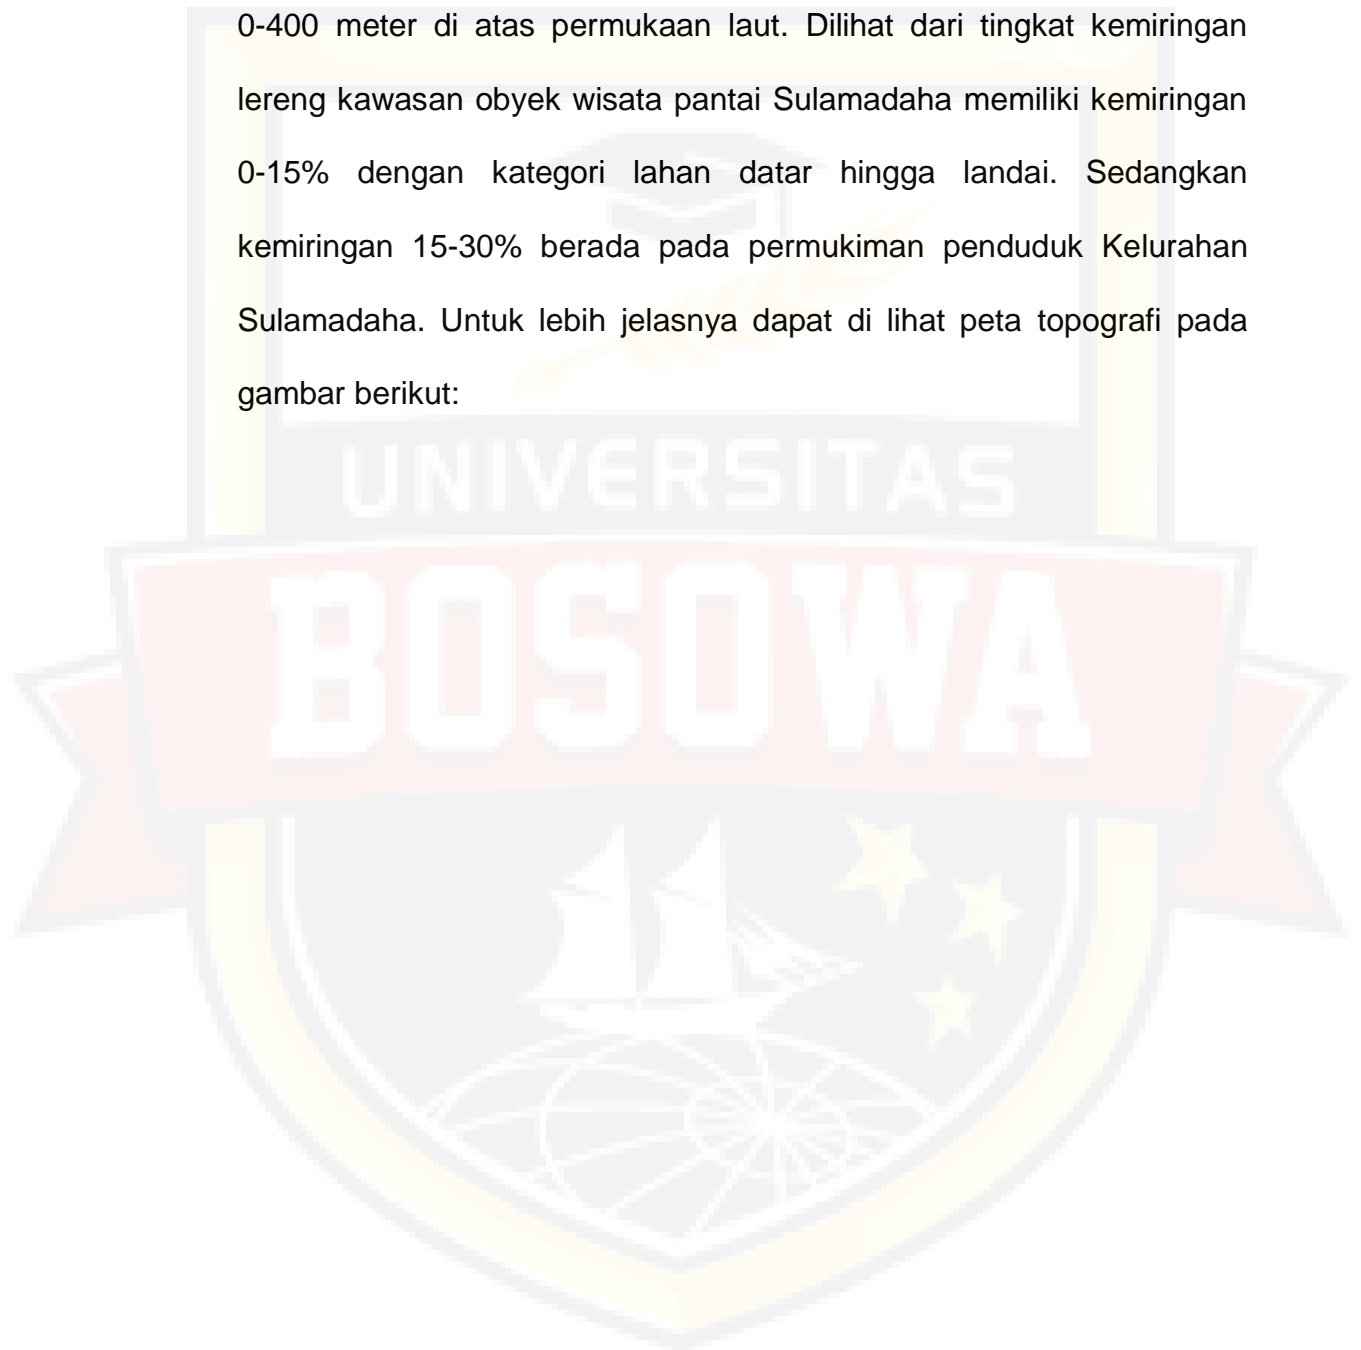 0-400 meter di atas permukaan laut. Dilihat dari tingkat kemiringan
lereng kawasan obyek wisata pantai Sulamadaha memiliki kemiringan
0-15% dengan kategori lahan datar hingga landai. Sedangkan
kemiringan 15-30% berada pada permukiman penduduk Kelurahan
Sulamadaha. Untuk lebih jelasnya dapat di lihat peta topografi pada
gambar berikut:
UNIVERSITAS
BOSOWA